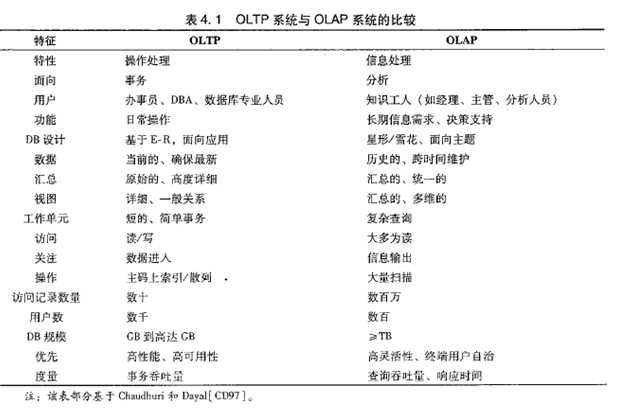 表 4.1 OLTP 系统与 OLAP 系统的比较
特征 OLTP OLAP
特性 操作处理 信息处理
面向 事务 分析
用户 办事员、DBA、数据库专业人员 知识工人（如经理、主管、分析人员）
功能 日常操作 长期信息需求、决策支持
DB 设计 基于 E-R，面向应用 星形/雪花、面向主题
数据 当前的、确保最新 历史的、跨时间维护
汇总 原始的、高度详细 汇总的、统一的
视图 详细、一般关系 汇总的、多维的
工作单元 短的、简单事务 复杂查询
访问 读/写 大多为读
关注 数据进入 信息输出
操作 主码上索引/散列 大量扫描
访问记录数量 数十 数百万
用户数 数千 数百
DB 规模 GB 到高达 GB ≥TB
优先 高性能、高可用性 高灵活性、终端用户自治
度量 事务吞吐量 查询吞吐量、响应时间
注：该表部分基于 Chaudhuri 和 Dayal[CD97]。